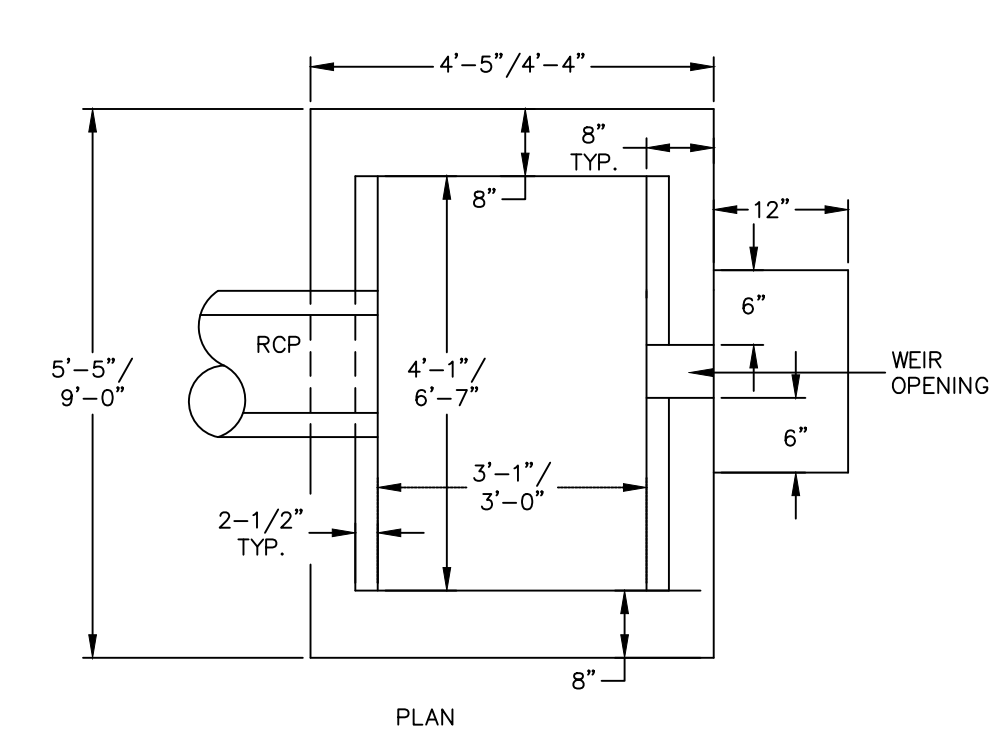 4'-5"/4'-4"
8"
TYP.
8"
12"
6"
RCP
5'-5"/
9'-0"
4'-1"/
6'-7"
WEIR
OPENING
6"
3'-1"/
3'-0"
2-1/2"
TYP.
8"
PLAN